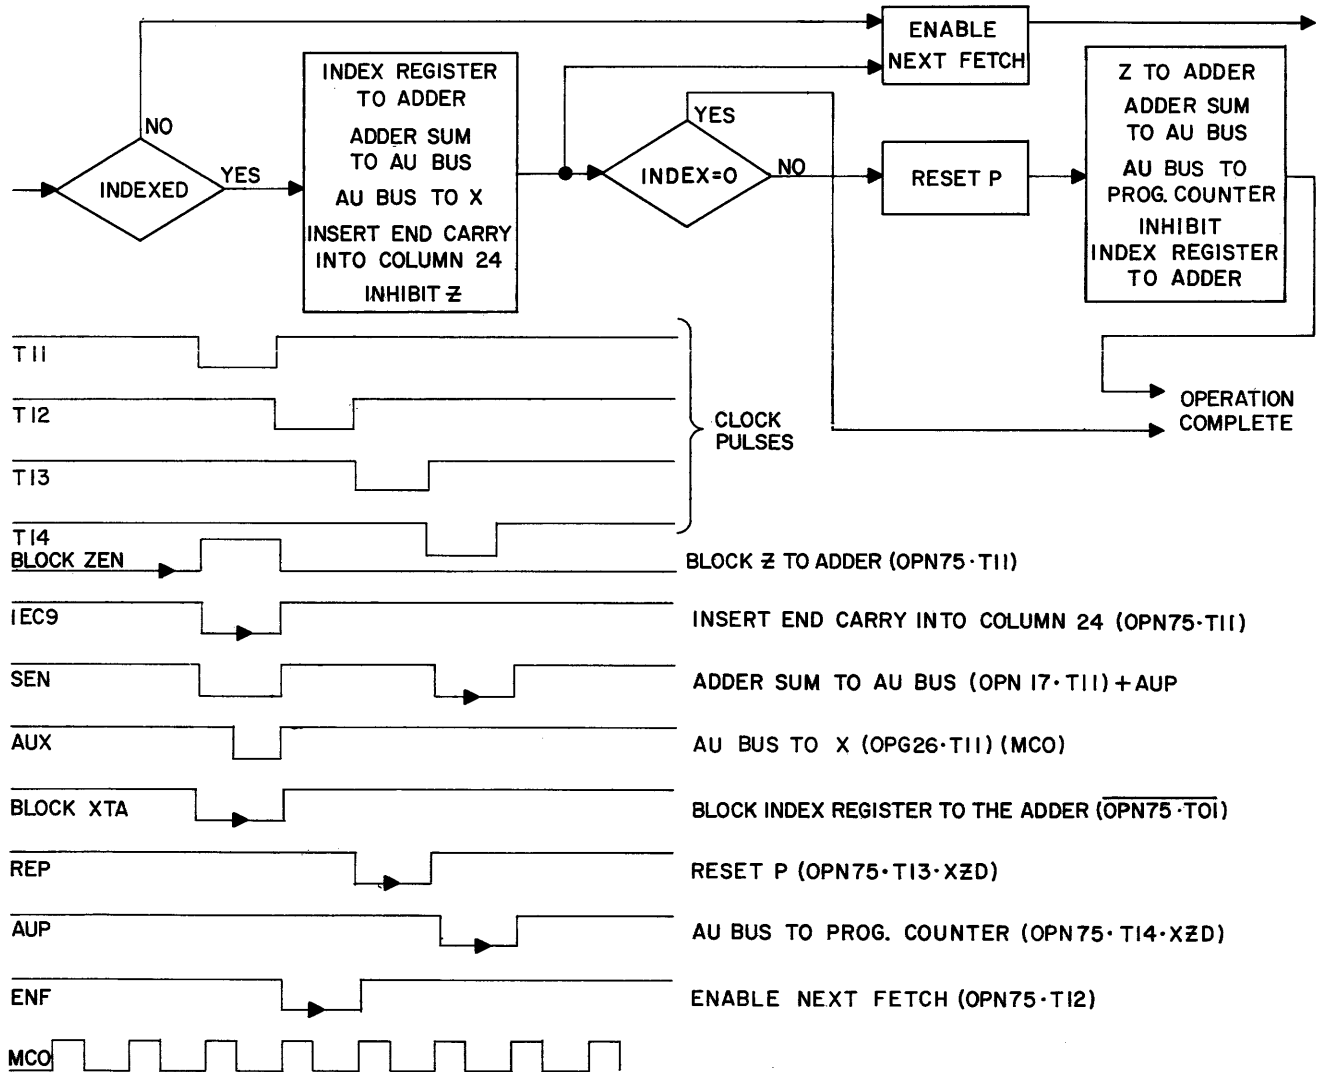 ENABLE
NEXT FETCH
INDEXED
NO
YES
INDEX REGISTER
TO ADDER
ADDER SUM
TO AU BUS
AU BUS TO X
INSERT END CARRY
INTO COLUMN 24
INHIBIT Ƶ
INDEX=0
YES
NO
RESET P
Z TO ADDER
ADDER SUM
TO AU BUS
AU BUS TO
PROG. COUNTER
INHIBIT
INDEX REGISTER
TO ADDER
OPERATION
COMPLETE
T11
T12
T13
T14
CLOCK
PULSES
BLOCK ZEN
BLOCK Ƶ TO ADDER (OPN75·T11)
IEC9
INSERT END CARRY INTO COLUMN 24 (OPN75·T11)
SEN
ADDER SUM TO AU BUS (OPN 17·T11)+AUP
AUX
AU BUS TO X (OPG26·T11)(MCO)
BLOCK XTA
BLOCK INDEX REGISTER TO THE ADDER (OPN75·T01)
REP
RESET P (OPN75·T13·XƵD)
AUP
AU BUS TO PROG. COUNTER (OPN75·T14·XƵD)
ENF
ENABLE NEXT FETCH (OPN75·T12)
MCO